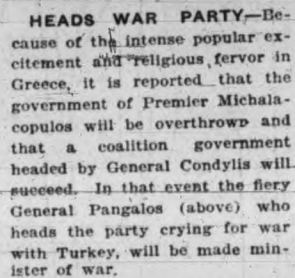 HEADS WAR PARTY.—Be-
cause of the intense popular ex-
citement and religious fervor in
Greece, it is reported that the
government of Premier Michala-
copulos will be overthrown and
that a coalition government
headed by General Condylis will
succeed. In that event the fiery
General Pangalos (above) who
heads the party crying for war
with Turkey, will be made min-
ister of war.